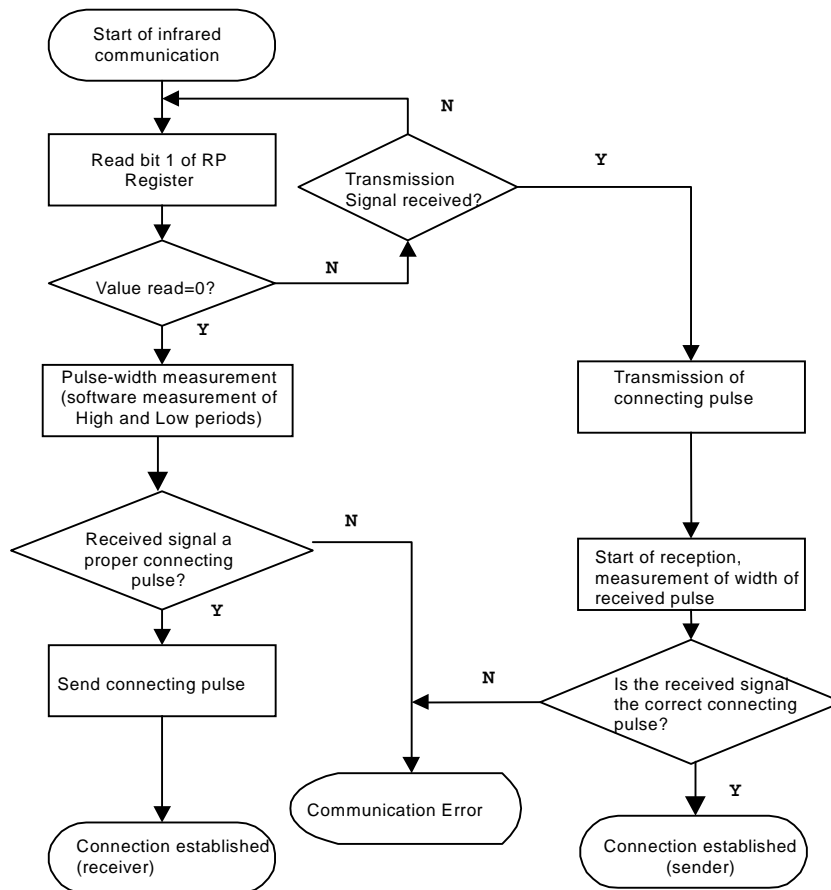 Start of infrared
communication
N
Read bit 1 of RP
Register
Transmission
Signal received?
Y
Value read=0?
N
Y
Pulse-width measurement
(software measurement of
High and Low periods)
Transmission of
connecting pulse
Received signal a
proper connecting
pulse?
N
Y
Start of reception,
measurement of width of
received pulse
Send connecting pulse
N
Is the received signal
the correct connecting
pulse?
Y
Communication Error
Connection established
(receiver)
Connection established
(sender)